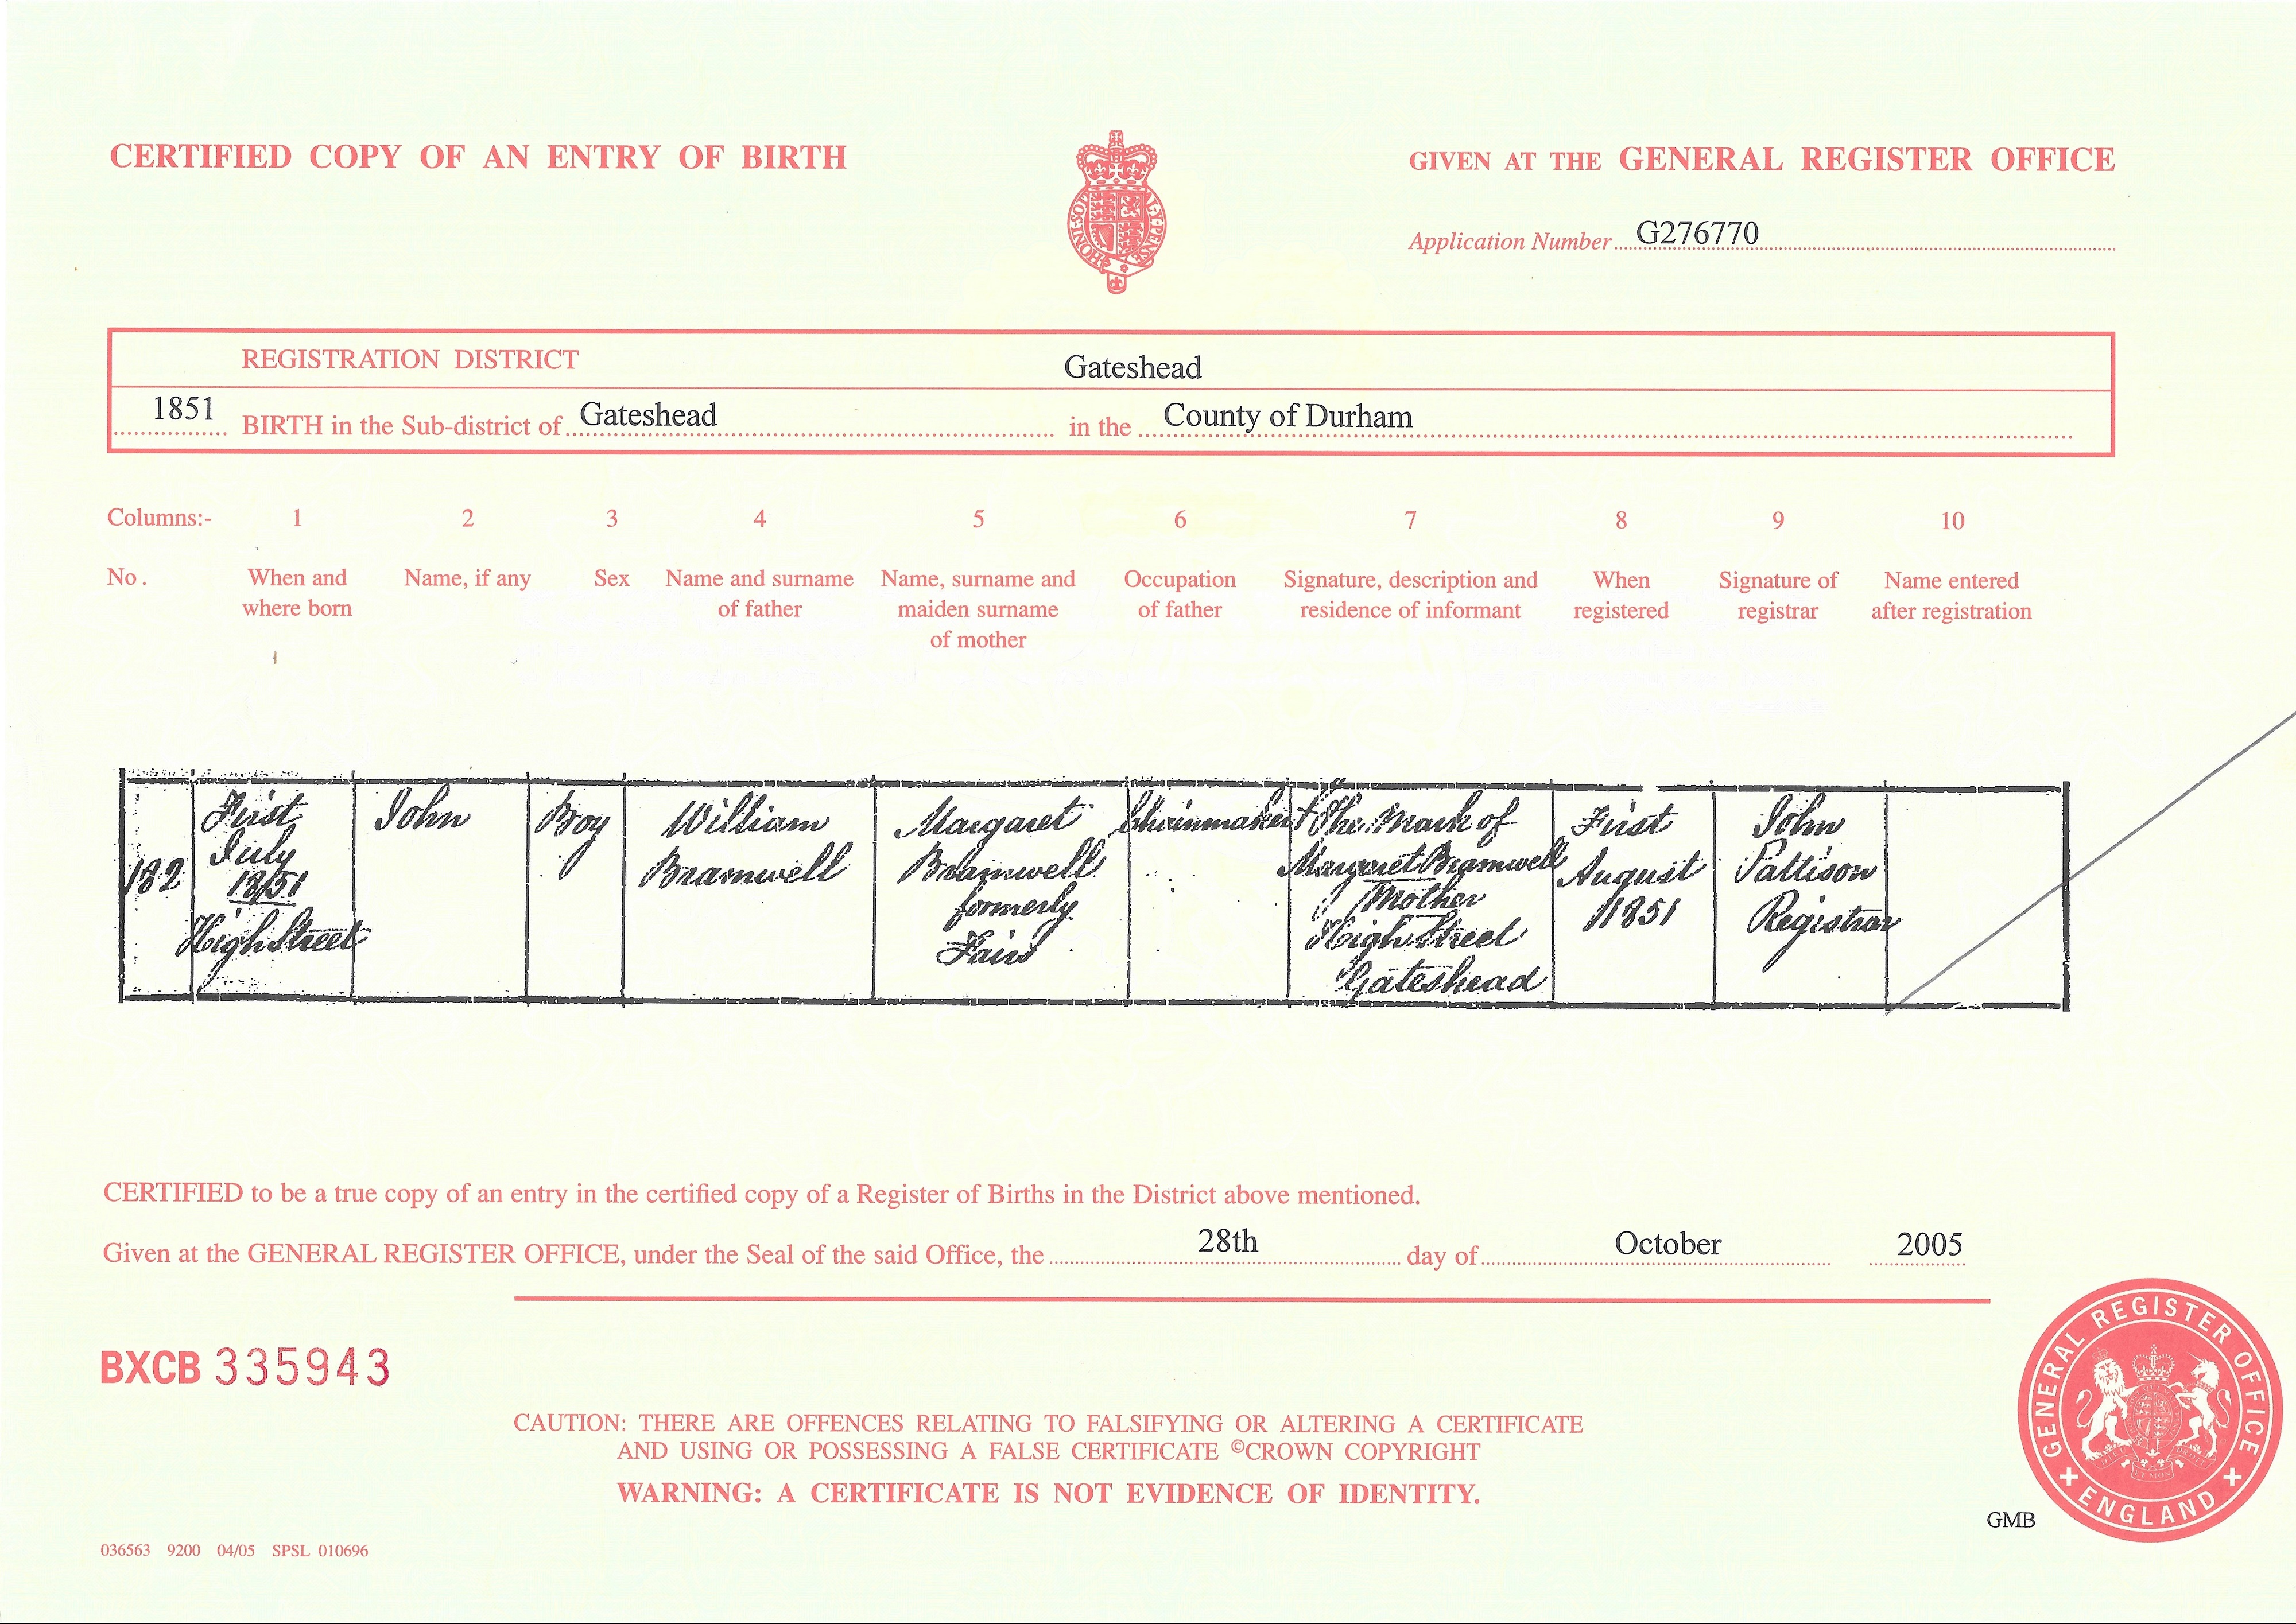 CERTIFIED COPY OF AN ENTRY OF BIRTH
HONI·SOI AL·Y·PENSE
GIVEN AT THE GENERAL REGISTER OFFICE
Application Number G276770
REGISTRATION DISTRICT Gateshead
1851 BIRTH in the Sub-district of Gateshead in the County of Durham
Columns:- 1 2 3 4 5 6 7 8 9 10
No. When and where born Name, if any Sex Name and surname of father Name, surname and maiden surname of mother Occupation of father Signature, description and residence of informant When registered Signature of registrar Name entered after registration
182
First
July
1851
High Street
John
Boy
William
Bramwell
Margaret
Bramwell
formerly
Fairs
Chainmaker
X The Mark of
Margaret Bramwell
Mother
High Street
Gateshead
First
August
1851
John
Pattison
Registrar
CERTIFIED to be a true copy of an entry in the certified copy of a Register of Births in the District above mentioned.
Given at the GENERAL REGISTER OFFICE, under the Seal of the said Office, the 28th day of October 2005
BXCB 335943
CAUTION: THERE ARE OFFENCES RELATING TO FALSIFYING OR ALTERING A CERTIFICATE
AND USING OR POSSESSING A FALSE CERTIFICATE ©CROWN COPYRIGHT
WARNING: A CERTIFICATE IS NOT EVIDENCE OF IDENTITY.
GENERAL REGISTER OFFICE
ENGLAND
GMB
036563 9200 04/05 SPSL 010696